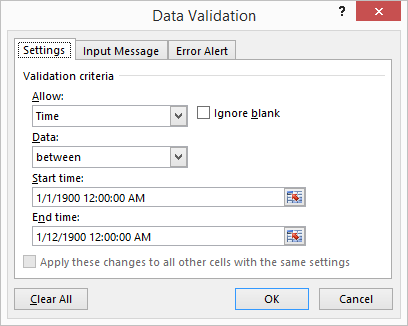 Data Validation
?
Settings
Input Message
Error Alert
Validation criteria
Allow:
Time
Ignore blank
Data:
between
Start time:
1/1/1900 12:00:00 AM
End time:
1/12/1900 12:00:00 AM
Apply these changes to all other cells with the same settings
Clear All
OK
Cancel